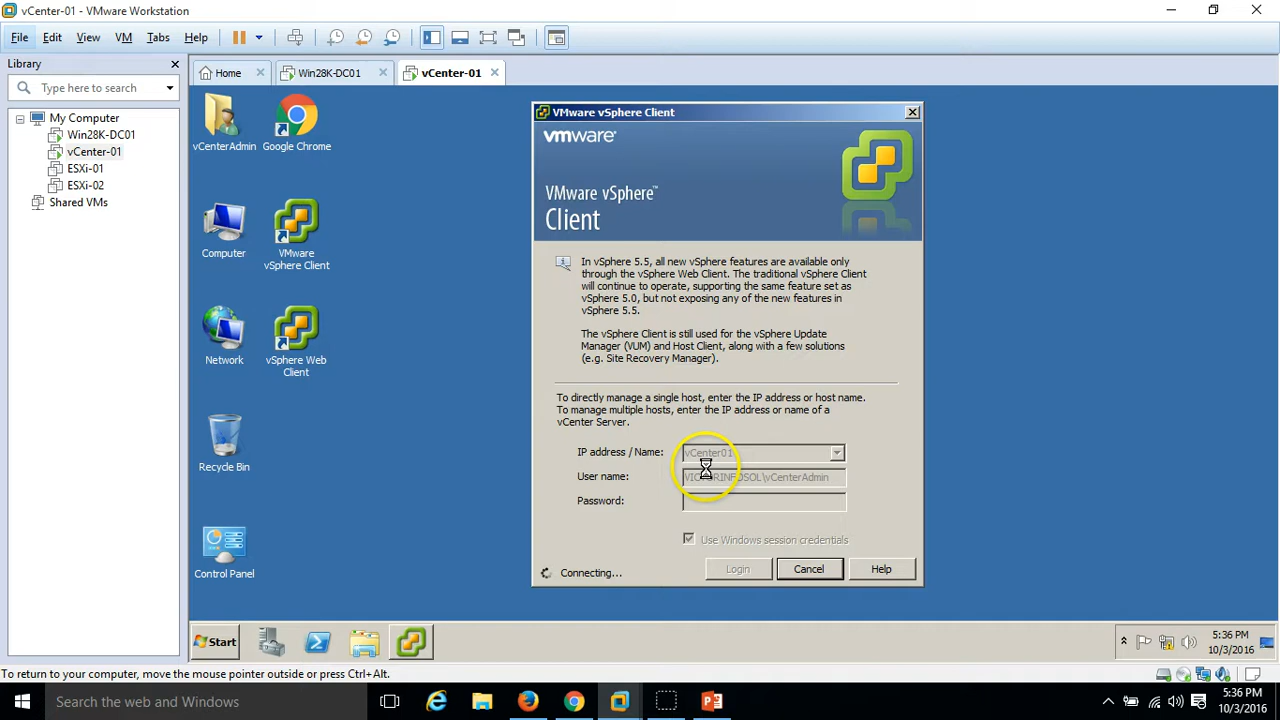 vCenter-01 - VMware Workstation
File Edit View VM Tabs Help
Library
Type here to search
My Computer
Win28K-DC01
vCenter-01
ESXi-01
ESXi-02
Shared VMs
Home
Win28K-DC01
vCenter-01
vCenterAdmin
Google Chrome
Computer
VMware
vSphere Client
Network
vSphere Web
Client
Recycle Bin
Control Panel
VMware vSphere Client
vmware
VMware vSphere™
Client
In vSphere 5.5, all new vSphere features are available only
through the vSphere Web Client. The traditional vSphere Client
will continue to operate, supporting the same feature set as
vSphere 5.0, but not exposing any of the new features in
vSphere 5.5.
The vSphere Client is still used for the vSphere Update
Manager (VUM) and Host Client, along with a few solutions
(e.g. Site Recovery Manager).
To directly manage a single host, enter the IP address or host name.
To manage multiple hosts, enter the IP address or name of a
vCenter Server.
IP address / Name: vCenter01
User name: \vCenterAdmin
Password:
Use Windows session credentials
Connecting...
Login Cancel Help
Start
5:36 PM
10/3/2016
To return to your computer, move the mouse pointer outside or press Ctrl+Alt.
Search the web and Windows
5:36 PM
10/3/2016